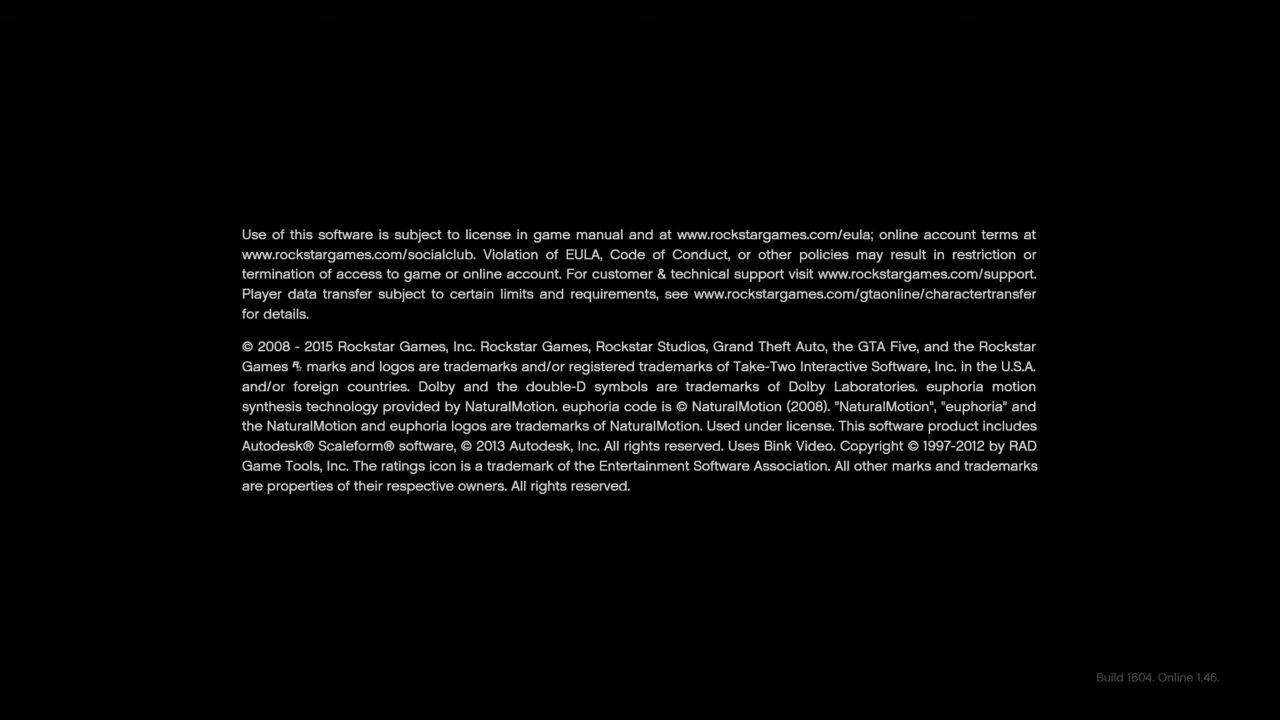 Use of this software is subject to license in game manual and at www.rockstargames.com/eula; online account terms at
www.rockstargames.com/socialclub. Violation of EULA, Code of Conduct, or other policies may result in restriction or
termination of access to game or online account. For customer & technical support visit www.rockstargames.com/support.
Player data transfer subject to certain limits and requirements, see www.rockstargames.com/gtaonline/charactertransfer
for details.
© 2008 - 2015 Rockstar Games, Inc. Rockstar Games, Rockstar Studios, Grand Theft Auto, the GTA Five, and the Rockstar
Games R* marks and logos are trademarks and/or registered trademarks of Take-Two Interactive Software, Inc. in the U.S.A.
and/or foreign countries. Dolby and the double-D symbols are trademarks of Dolby Laboratories. euphoria motion
synthesis technology provided by NaturalMotion. euphoria code is © NaturalMotion (2008). "NaturalMotion", "euphoria" and
the NaturalMotion and euphoria logos are trademarks of NaturalMotion. Used under license. This software product includes
Autodesk® Scaleform® software, © 2013 Autodesk, Inc. All rights reserved. Uses Bink Video. Copyright © 1997-2012 by RAD
Game Tools, Inc. The ratings icon is a trademark of the Entertainment Software Association. All other marks and trademarks
are properties of their respective owners. All rights reserved.
Build 1604. Online 1.46.